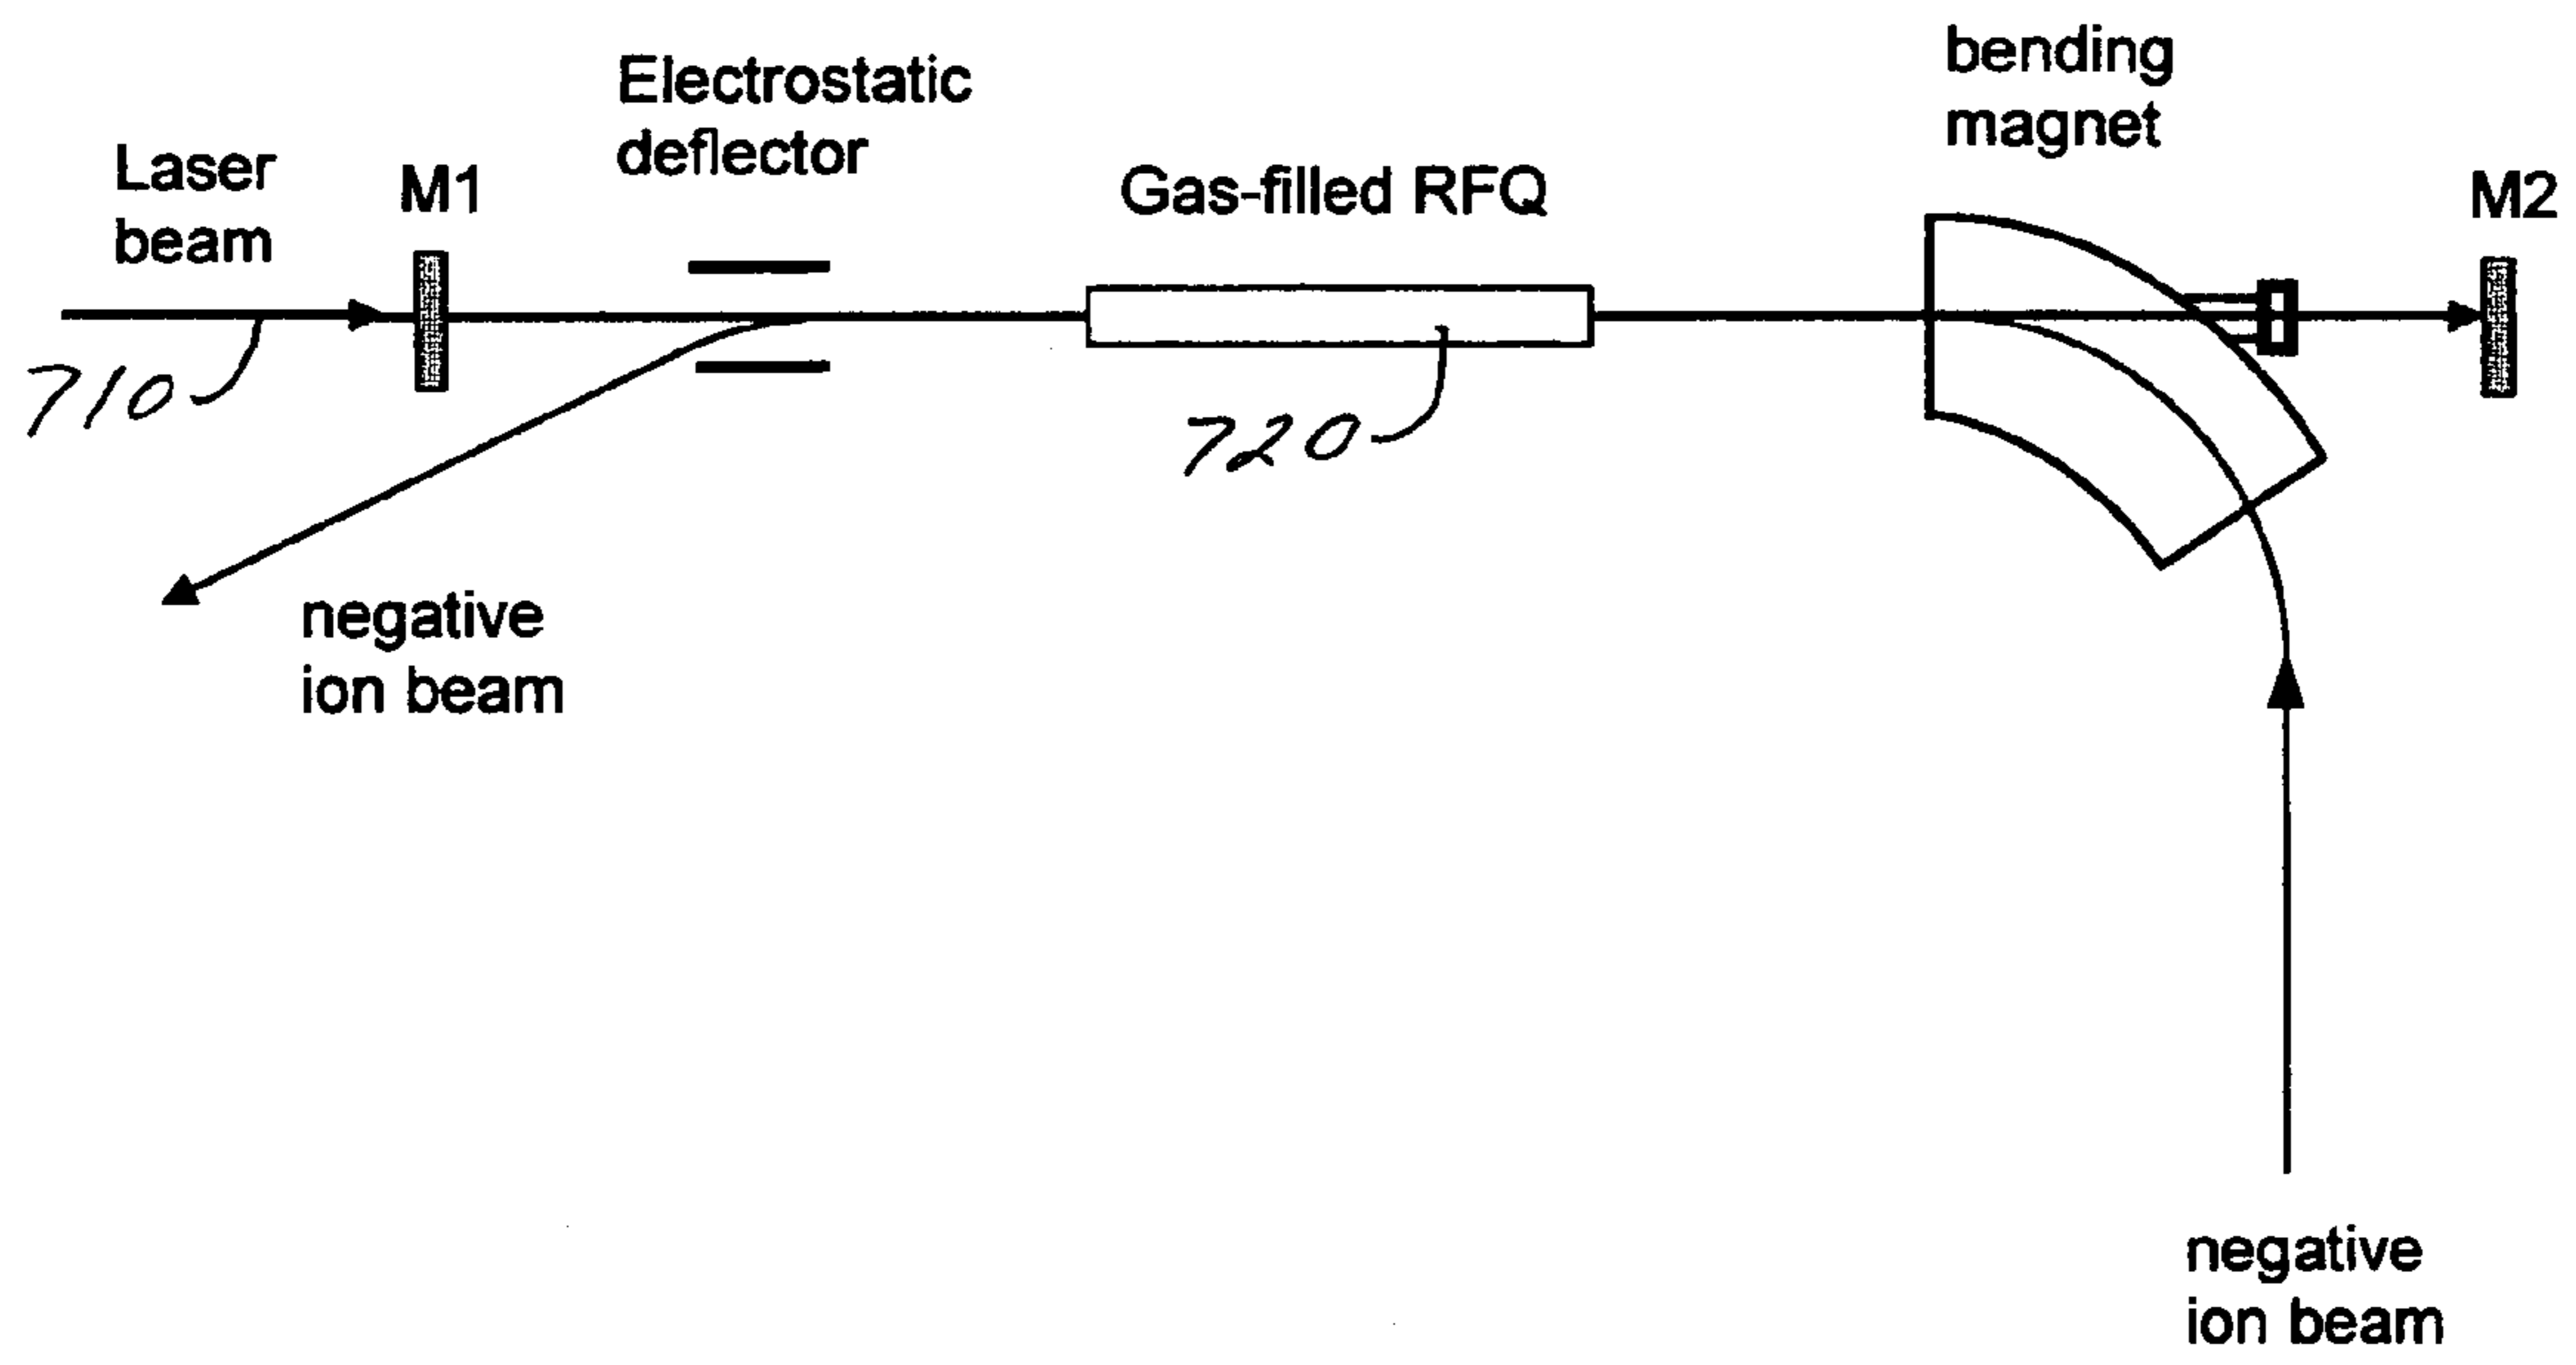 bending
magnet
Electrostatic
deflector
Laser
beam
M1
Gas-filled RFQ
M2
710
720
negative
ion beam
negative
ion beam